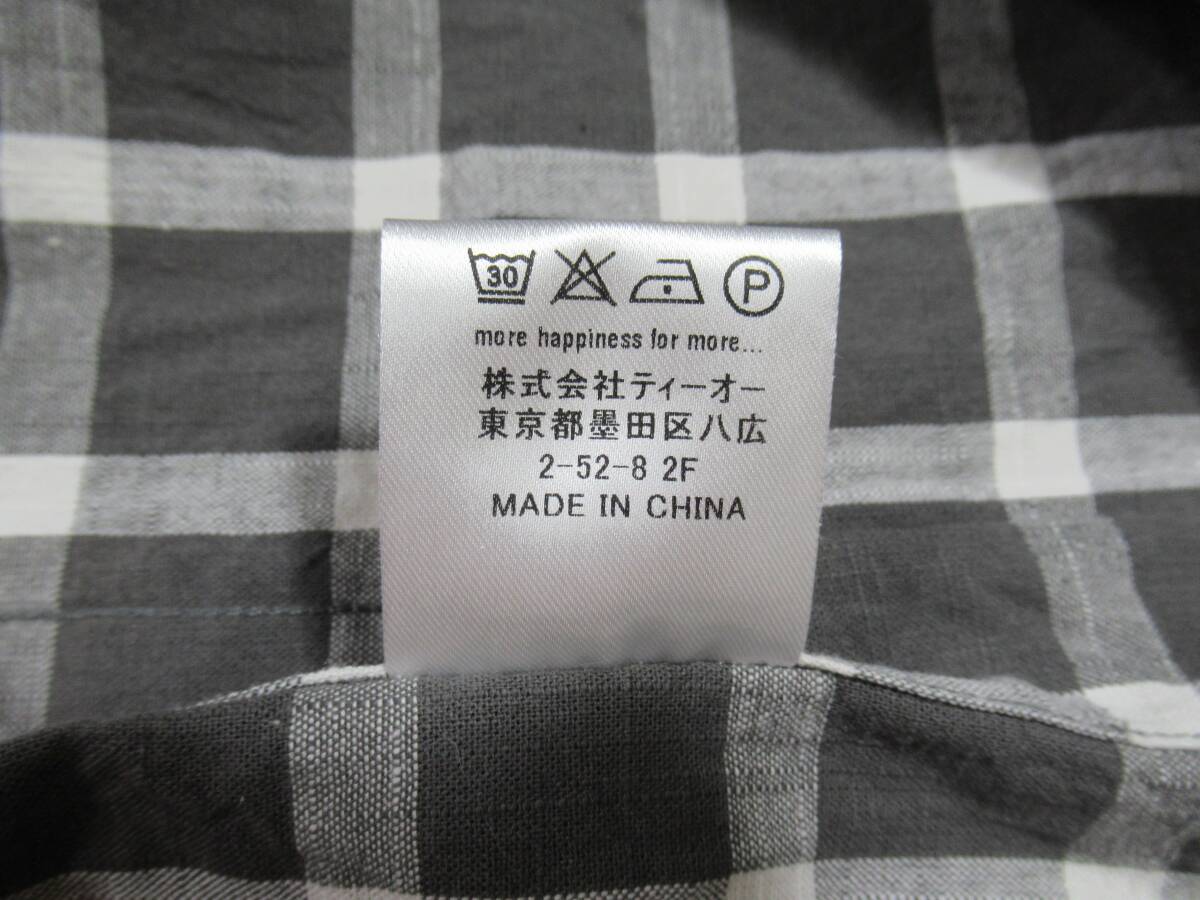 30 P
more happiness for more...
株式会社ティーオー
東京都墨田区八広
2-52-8 2F
MADE IN CHINA